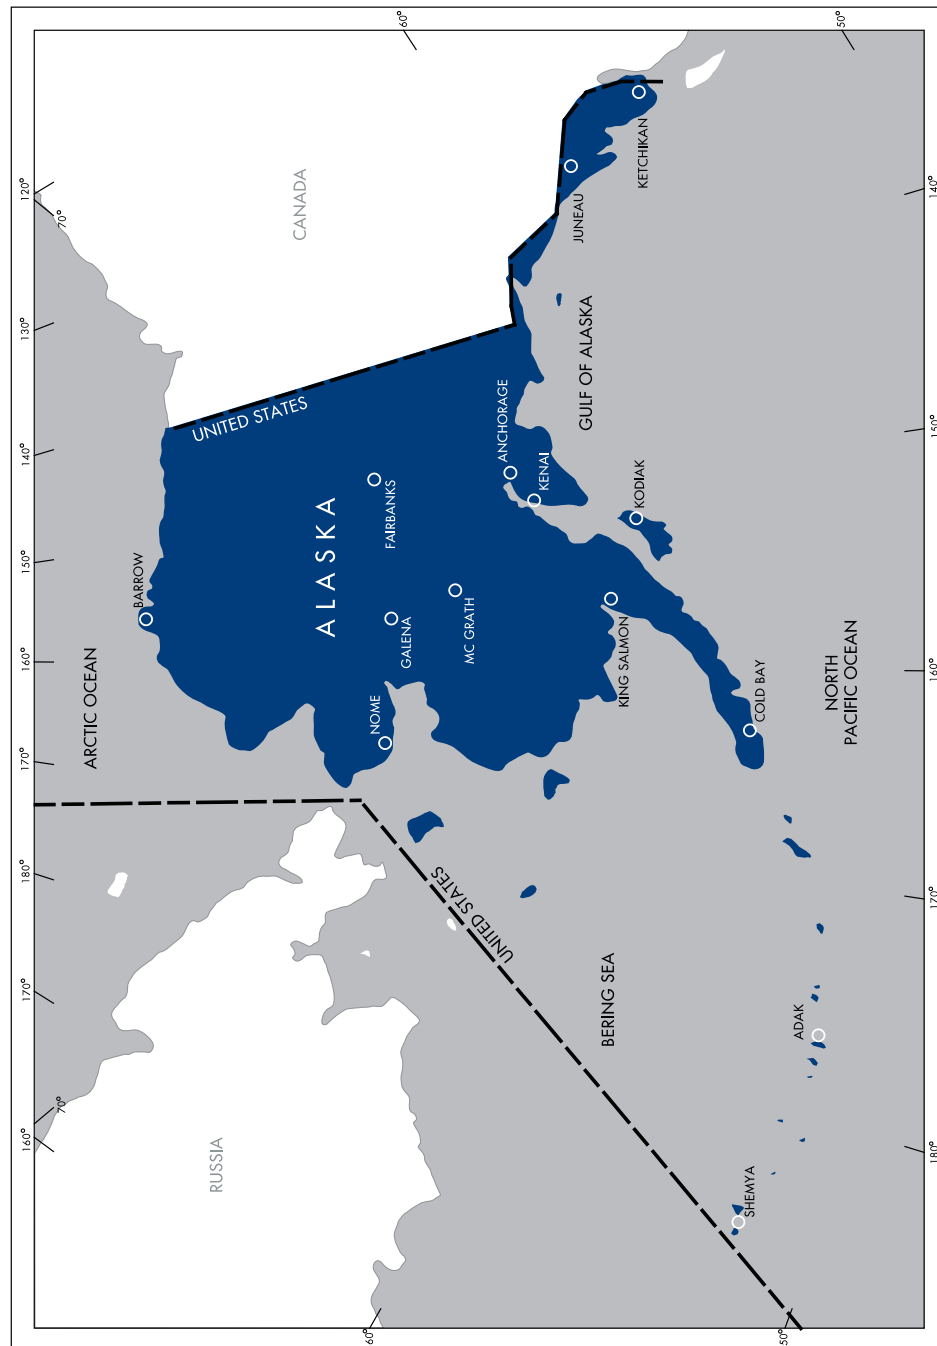 160°
170°
180°
170°
160°
150°
140°
130°
120°
70°
70°
ARCTIC OCEAN
BARROW
RUSSIA
UNITED STATES
CANADA
ALASKA
60°
NOME
FAIRBANKS
60°
GALENA
MC GRATH
UNITED STATES
ANCHORAGE
KENAI
JUNEAU
GULF OF ALASKA
BERING SEA
KING SALMON
KODIAK
KETCHIKAN
SHEMYA
COLD BAY
50°
ADAK
NORTH
PACIFIC OCEAN
50°
180°
170°
160°
150°
140°